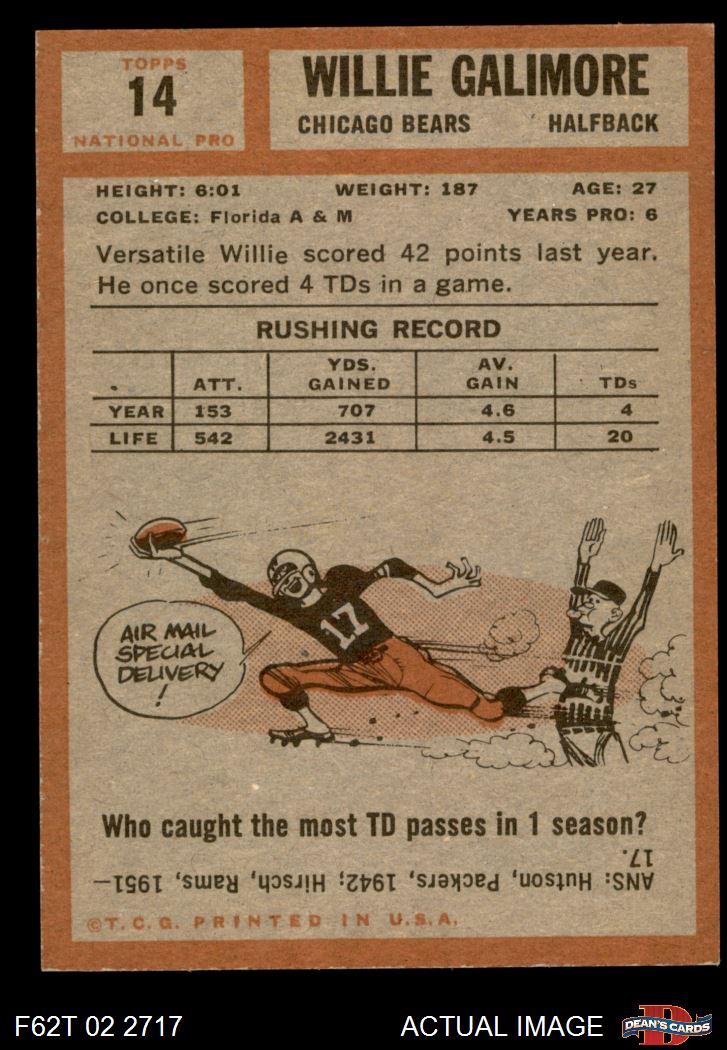 TOPPS
14
NATIONAL PRO
WILLIE GALIMORE
CHICAGO BEARS HALFBACK
HEIGHT: 6:01 WEIGHT: 187 AGE: 27
COLLEGE: Florida A & M YEARS PRO: 6
Versatile Willie scored 42 points last year.
He once scored 4 TDs in a game.
RUSHING RECORD
ATT. YDS. GAINED AV. GAIN TDs
YEAR 153 707 4.6 4
LIFE 542 2431 4.5 20
17
AIR MAIL
SPECIAL
DELIVERY
!
Who caught the most TD passes in 1 season?
ANS: Hutson, Packers, 1942; Hirsch, Rams, 1951—
17.
©T.C.G. PRINTED IN U.S.A.
F62T 02 2717 ACTUAL IMAGE
D
DEAN'S CARDS